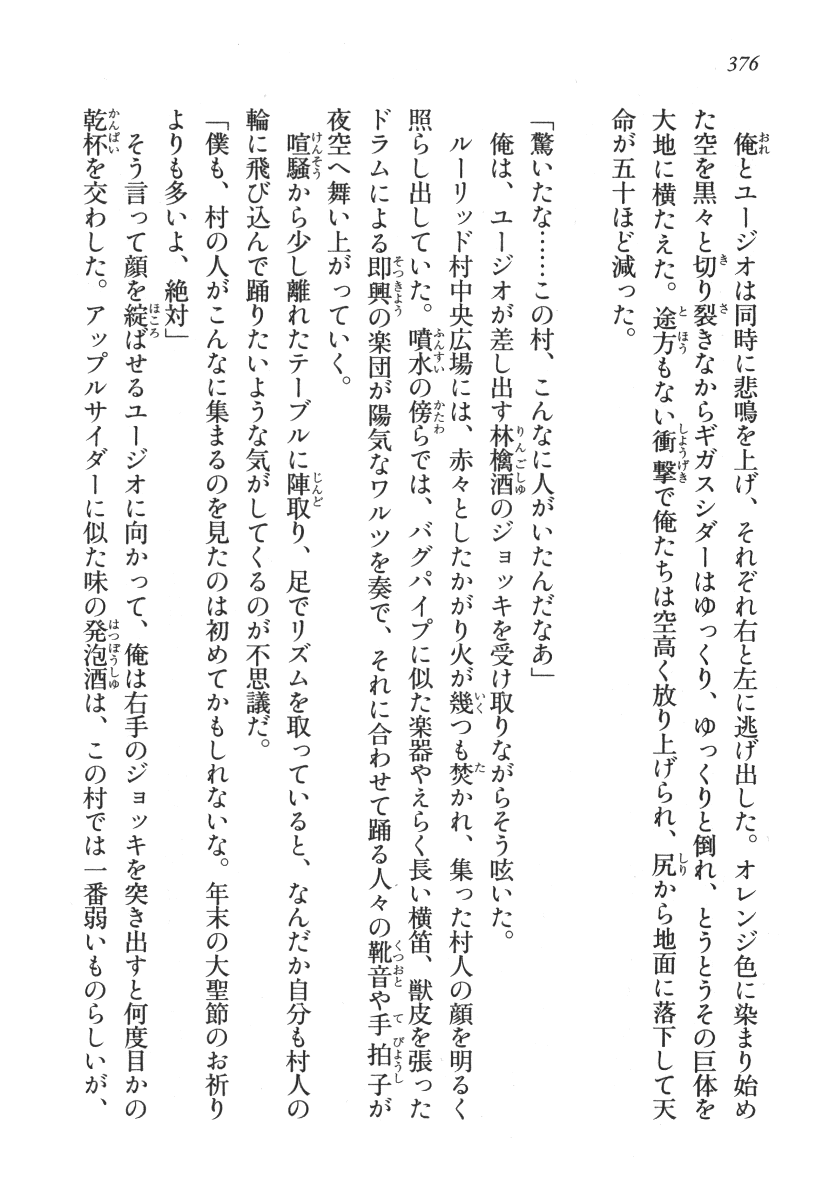 376
俺とユージオは同時に悲鳴を上げ、それぞれ右と左に逃げ出した。オレンジ色に染まり始め
た空を黒々と切り裂きなからギガスシダーはゆっくり、ゆっくりと倒れ、とうとうその巨体を
大地に横たえた。途方もない衝撃で俺たちは空高く放り上げられ、尻から地面に落下して天
命が五十ほど減った。
「驚いたな……この村、こんなに人がいたんだなあ」
俺は、ユージオが差し出す林檎酒のジョッキを受け取りながらそう呟いた。
ルーリッド村中央広場には、赤々としたかがり火が幾つも焚かれ、集った村人の顔を明るく
照らし出していた。噴水の傍らでは、バグパイプに似た楽器やえらく長い横笛、獣皮を張った
ドラムによる即興の楽団が陽気なワルツを奏で、それに合わせて踊る人々の靴音や手拍子が
夜空へ舞い上がっていく。
喧騒から少し離れたテーブルに陣取り、足でリズムを取っていると、なんだか自分も村人の
輪に飛び込んで踊りたいような気がしてくるのが不思議だ。
「僕も、村の人がこんなに集まるのを見たのは初めてかもしれないな。年末の大聖節のお祈り
よりも多いよ、絶対」
そう言って顔を綻ばせるユージオに向かって、俺は右手のジョッキを突き出すと何度目かの
乾杯を交わした。アップルサイダーに似た味の発泡酒は、この村では一番弱いものらしいが、